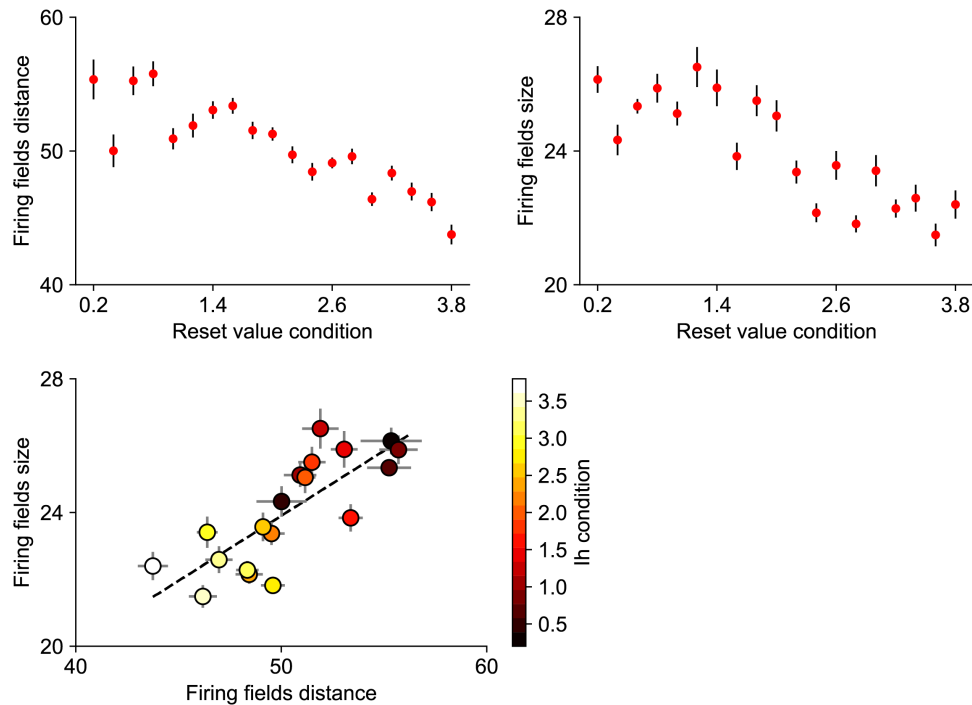 60
50
40
Firing fields distance
0.2 1.4 2.6 3.8
Reset value condition
28
24
20
Firing fields size
0.2 1.4 2.6 3.8
Reset value condition
28
24
20
Firing fields size
40 50 60
Firing fields distance
3.5
3.0
2.5
2.0
1.5
1.0
0.5
Ih condition